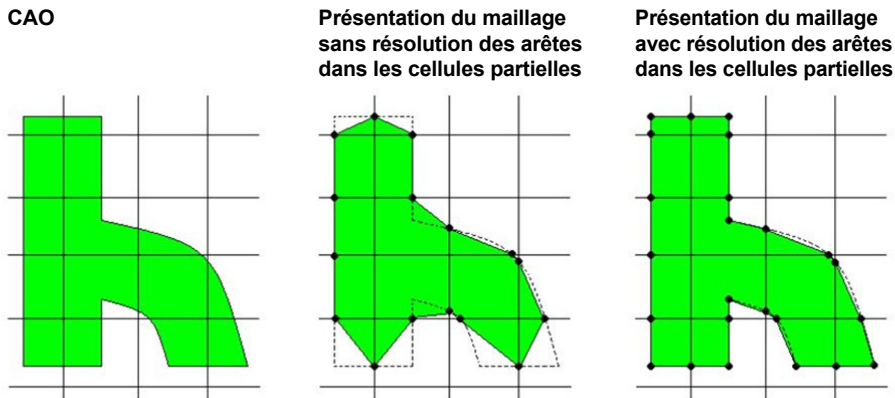 CAO
Présentation du maillage
sans résolution des arêtes
dans les cellules partielles
Présentation du maillage
avec résolution des arêtes
dans les cellules partielles